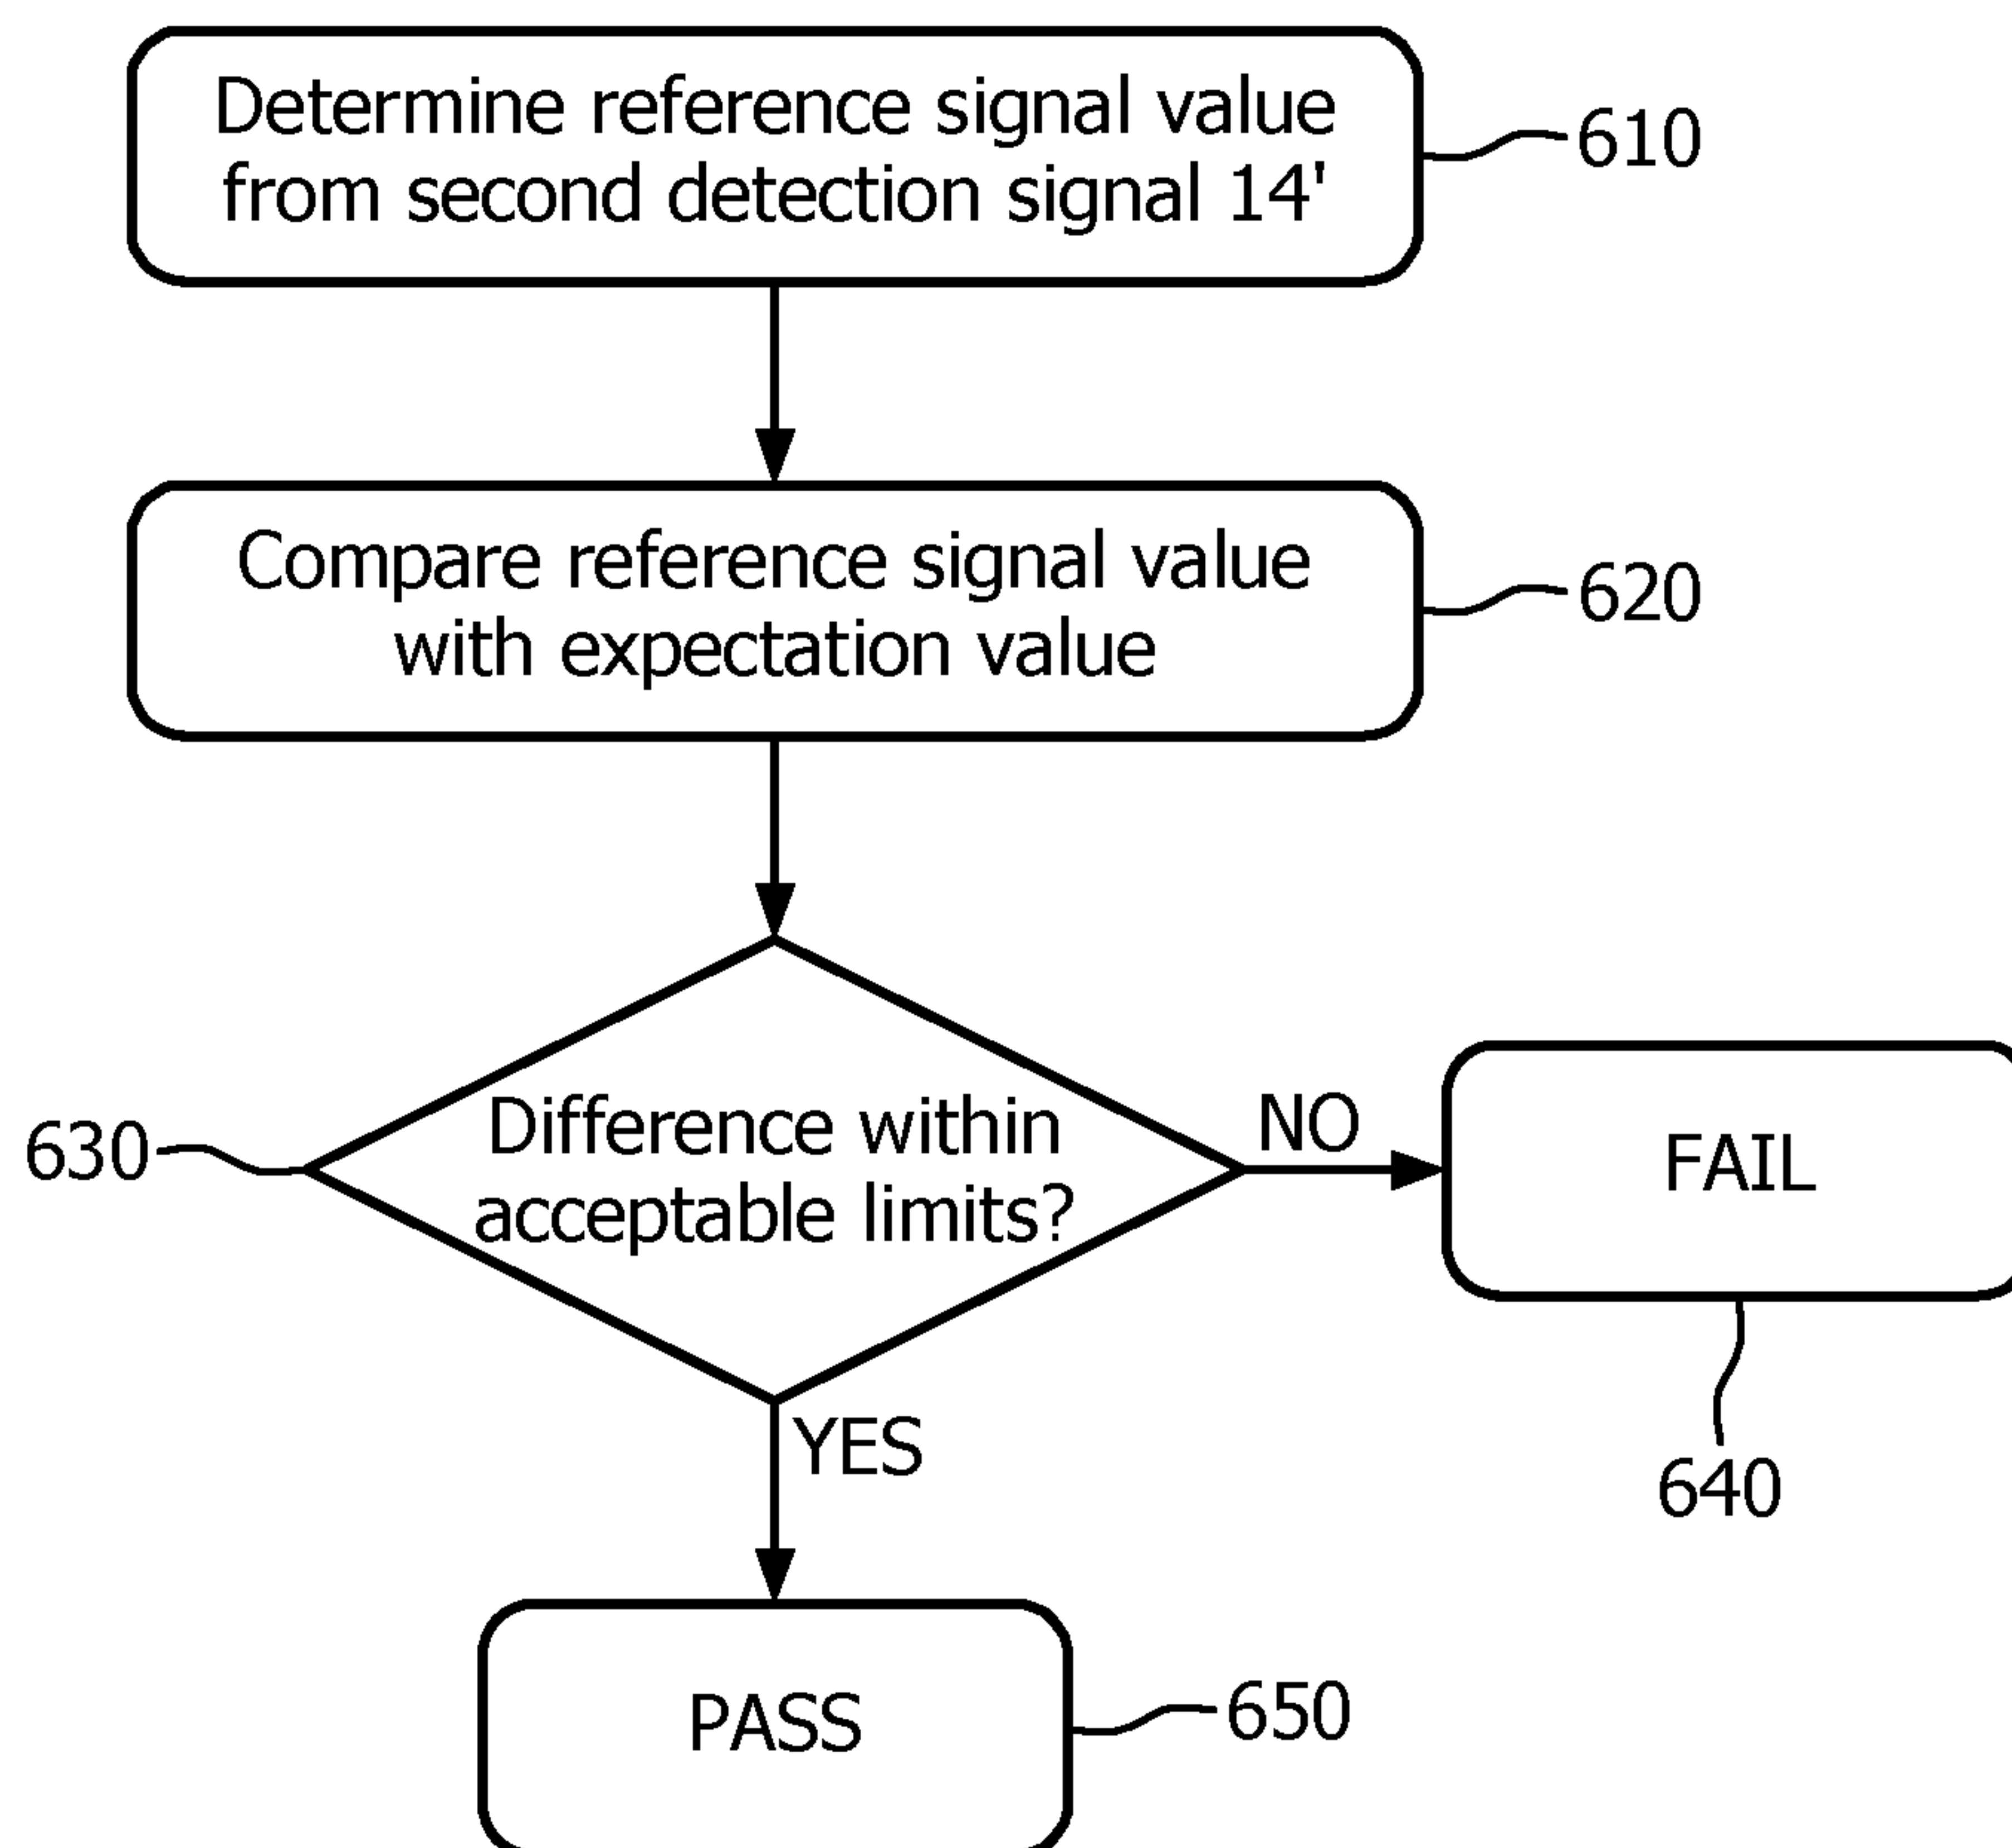 Determine reference signal value
from second detection signal 14'
610
Compare reference signal value
with expectation value
620
Difference within
acceptable limits?
630
NO
FAIL
640
YES
PASS
650